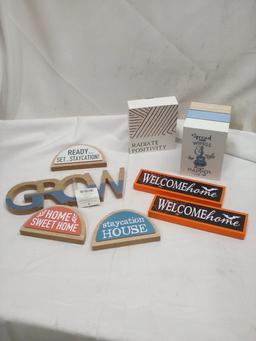 RADIATE
POSITIVITY
Spread
your
WINGS
READY...
SET...STAYCATION!
GROW
WELCOME home
WELCOME home
HOME
SWEET HOME
staycation
HOUSE